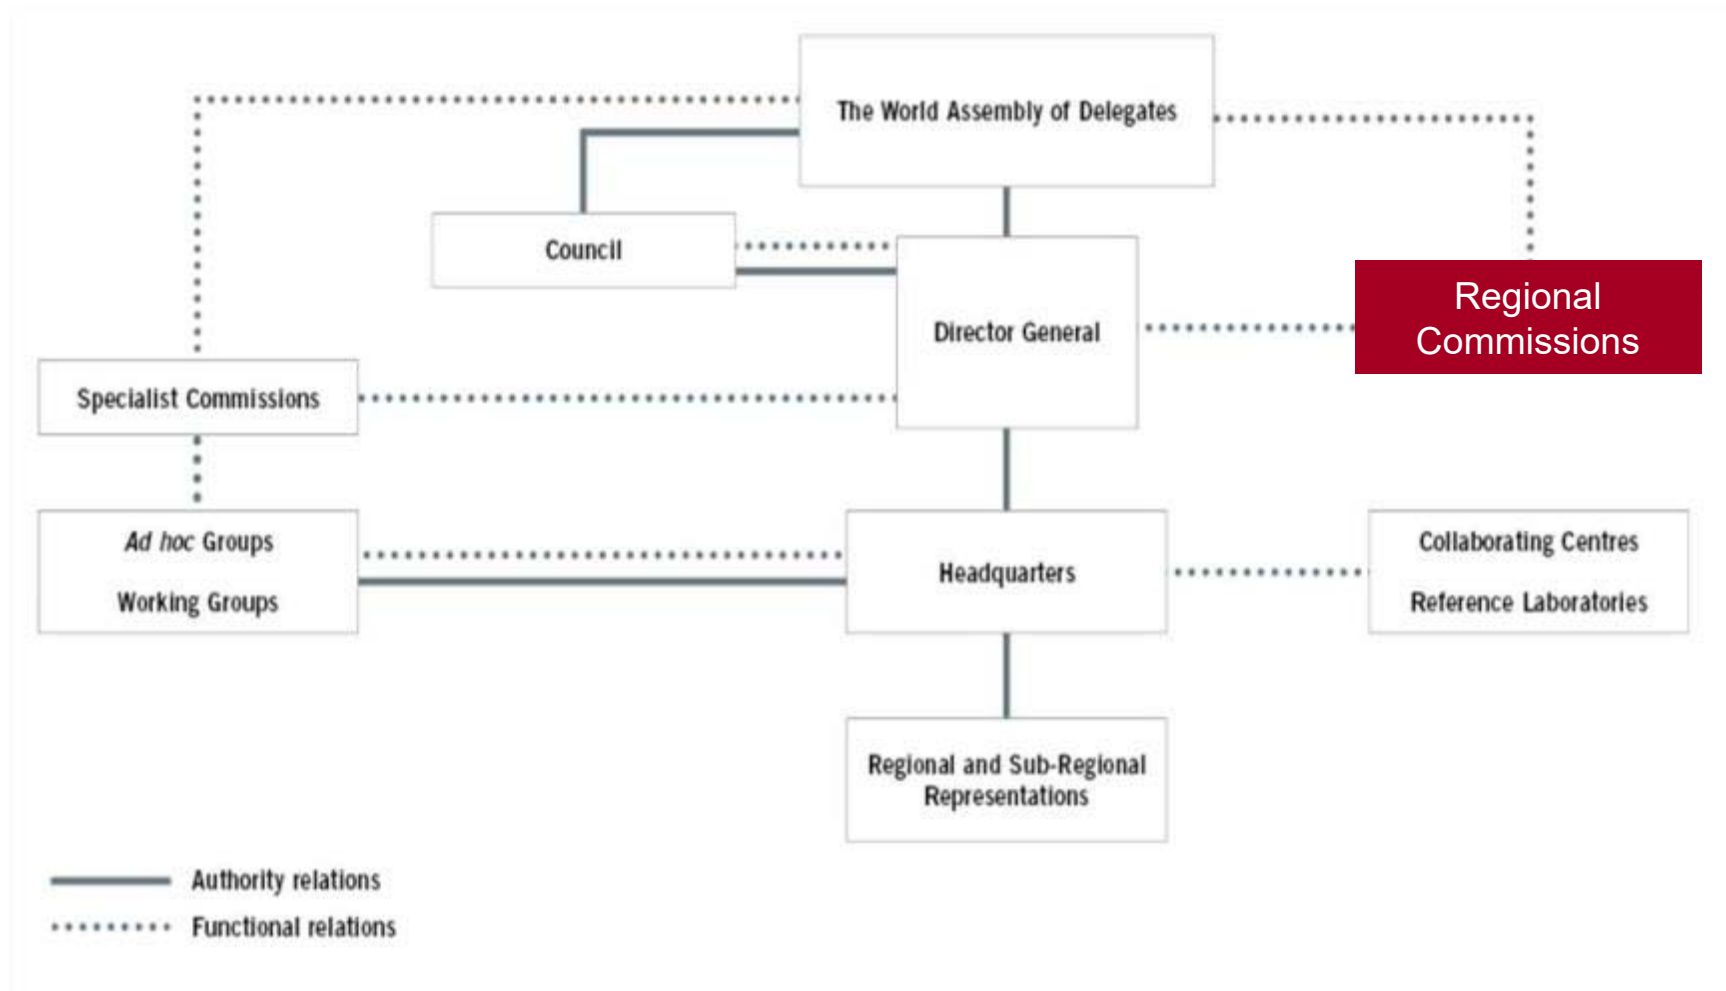 The World Assembly of Delegates
Council
Director General
Regional
Commissions
Specialist Commissions
Ad hoc Groups
Working Groups
Headquarters
Collaborating Centres
Reference Laboratories
Regional and Sub-Regional
Representations
Authority relations
Functional relations